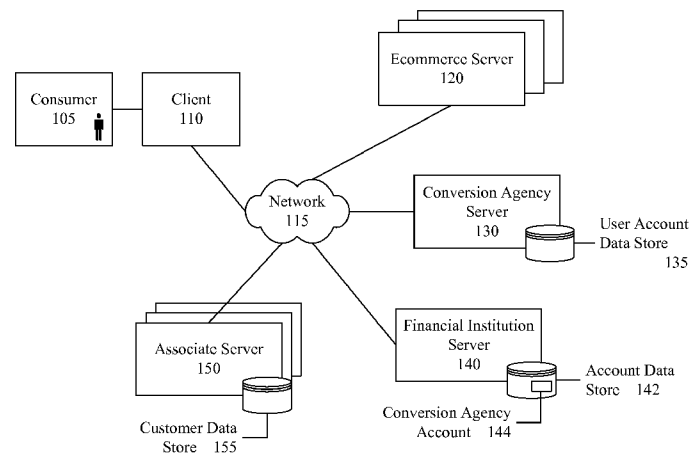 Ecommerce Server
120
Consumer
105
Client
110
Network
115
Conversion Agency
Server
130
User Account
Data Store
135
Financial Institution
Server
140
Associate Server
150
Account Data
Store 142
Conversion Agency
Account 144
Customer Data
Store 155